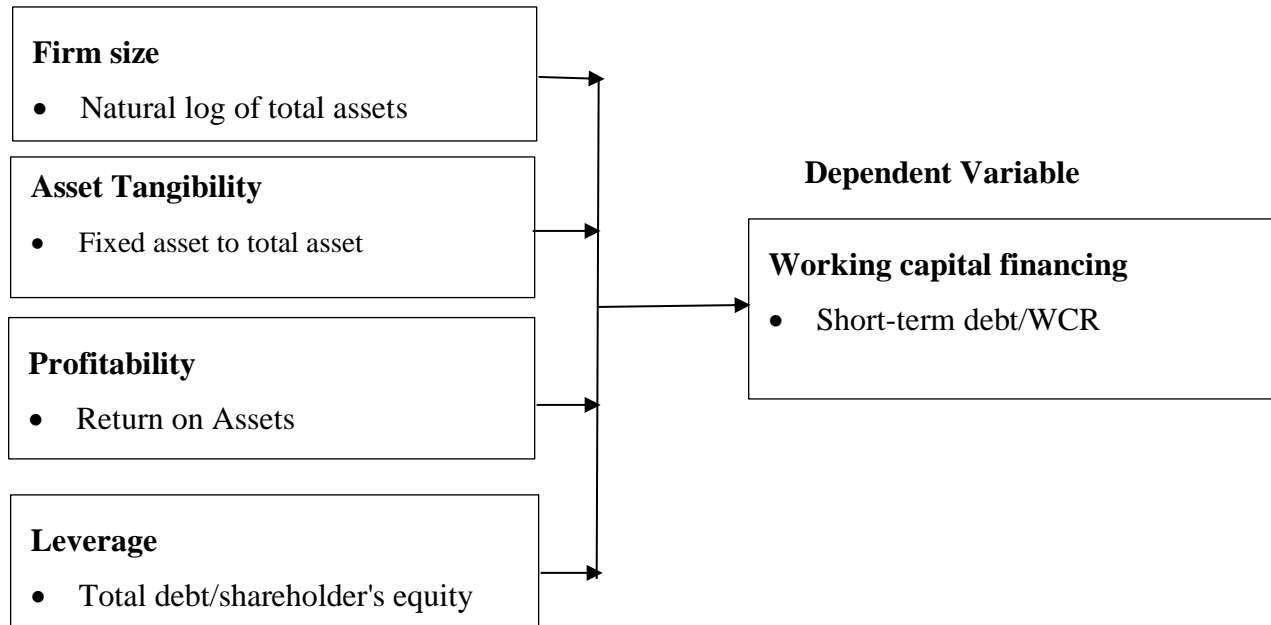 Firm size
• Natural log of total assets
Asset Tangibility
• Fixed asset to total asset
Profitability
• Return on Assets
Leverage
• Total debt/shareholder's equity
Dependent Variable
Working capital financing
• Short-term debt/WCR